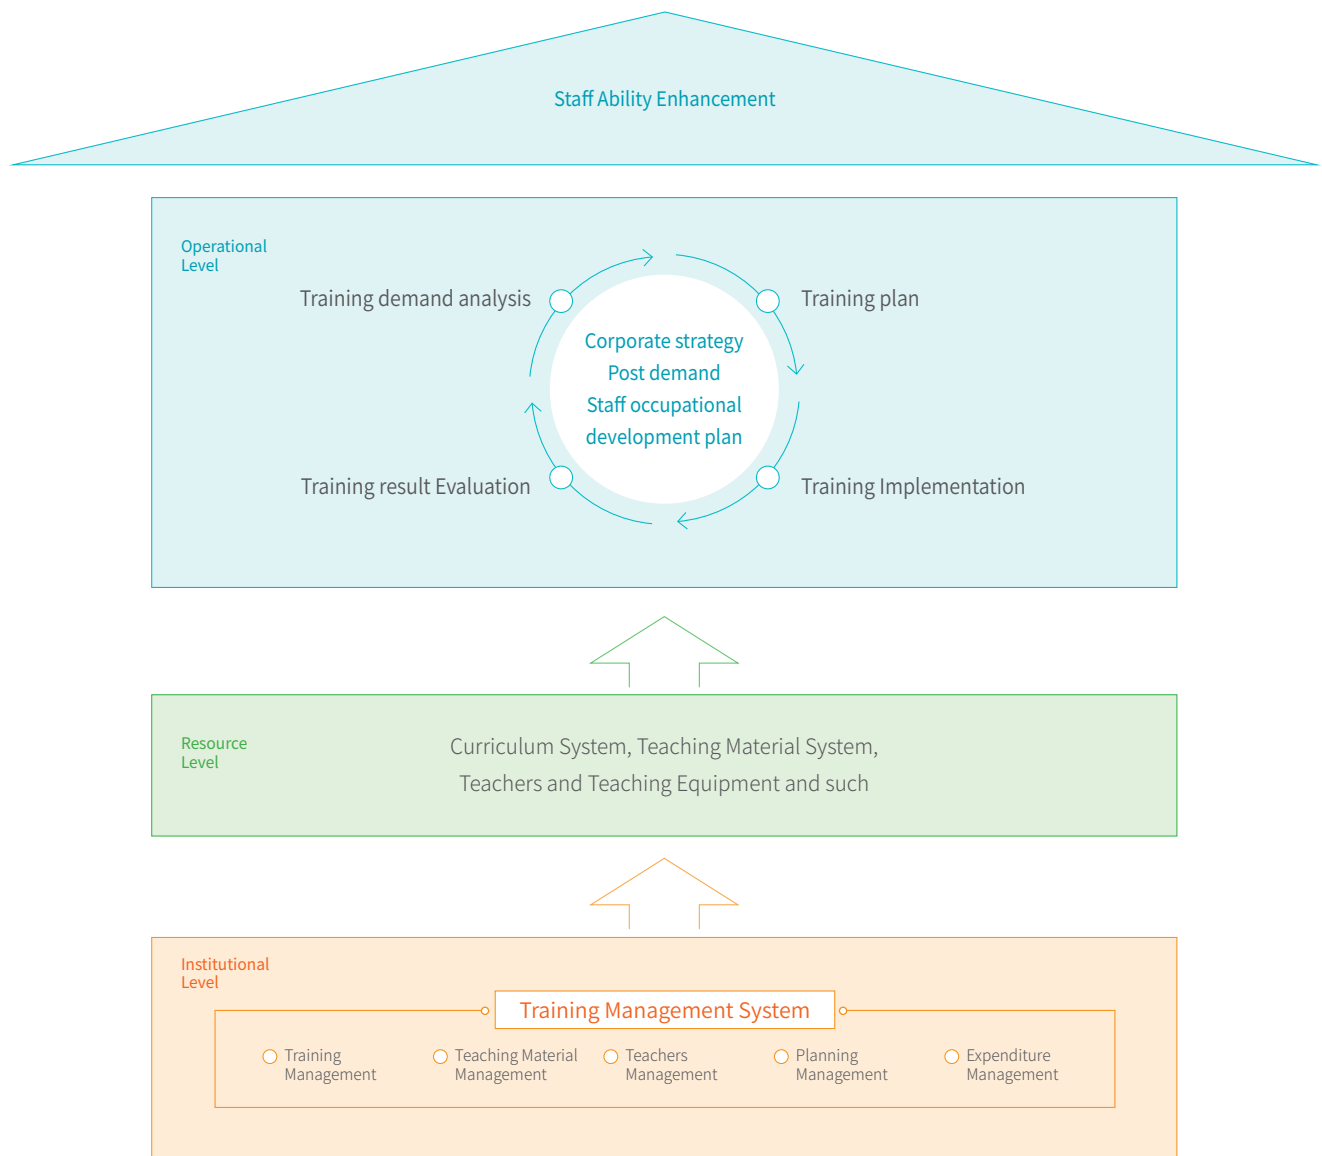 Staff Ability Enhancement
Operational
Level
Training demand analysis
Training plan
Corporate strategy
Post demand
Staff occupational
development plan
Training result Evaluation
Training Implementation
Resource
Level
Curriculum System, Teaching Material System,
Teachers and Teaching Equipment and such
Institutional
Level
Training Management System
Training
Management
Teaching Material
Management
Teachers
Management
Planning
Management
Expenditure
Management